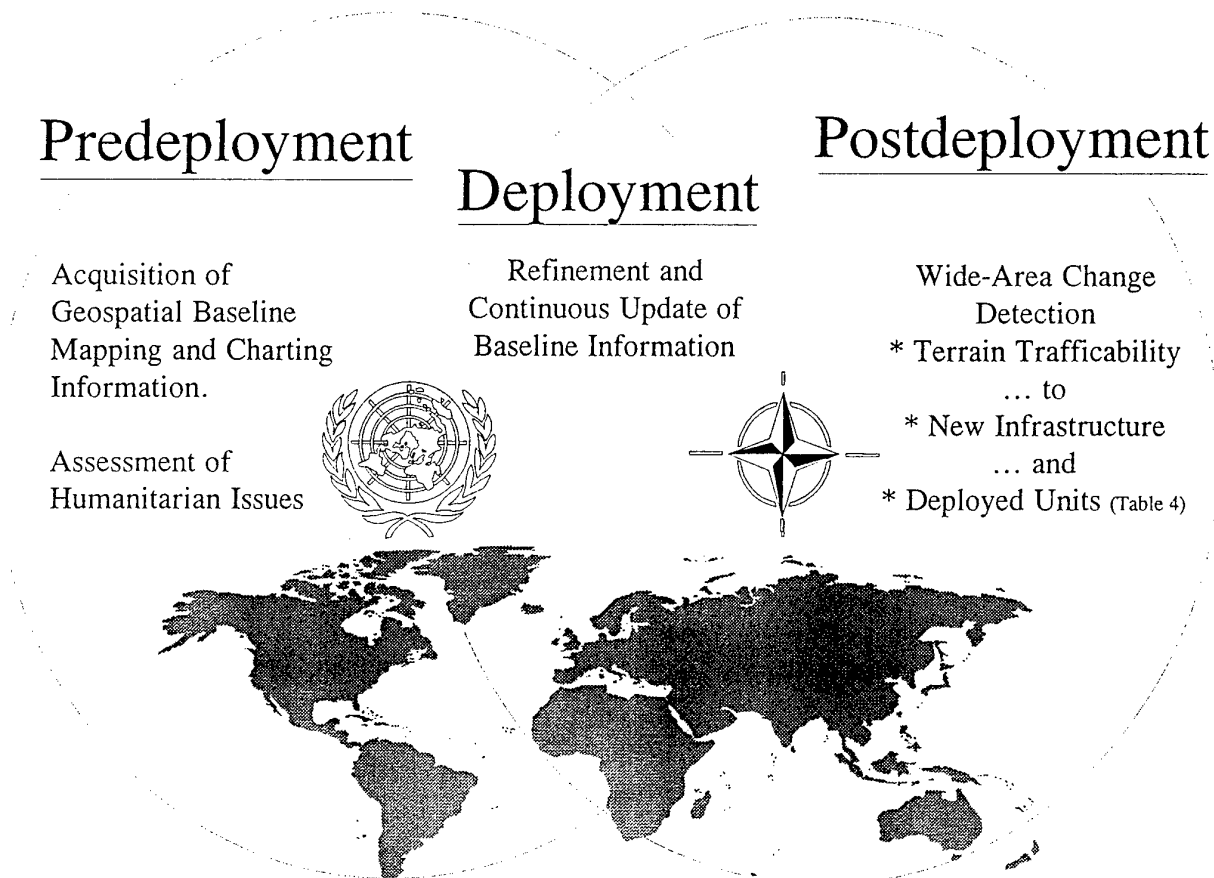 Predeployment
Acquisition of
Geospatial Baseline
Mapping and Charting
Information.
Assessment of
Humanitarian Issues
Deployment
Refinement and
Continuous Update of
Baseline Information
Postdeployment
Wide-Area Change
Detection
* Terrain Trafficability
... to
* New Infrastructure
... and
* Deployed Units (Table 4)